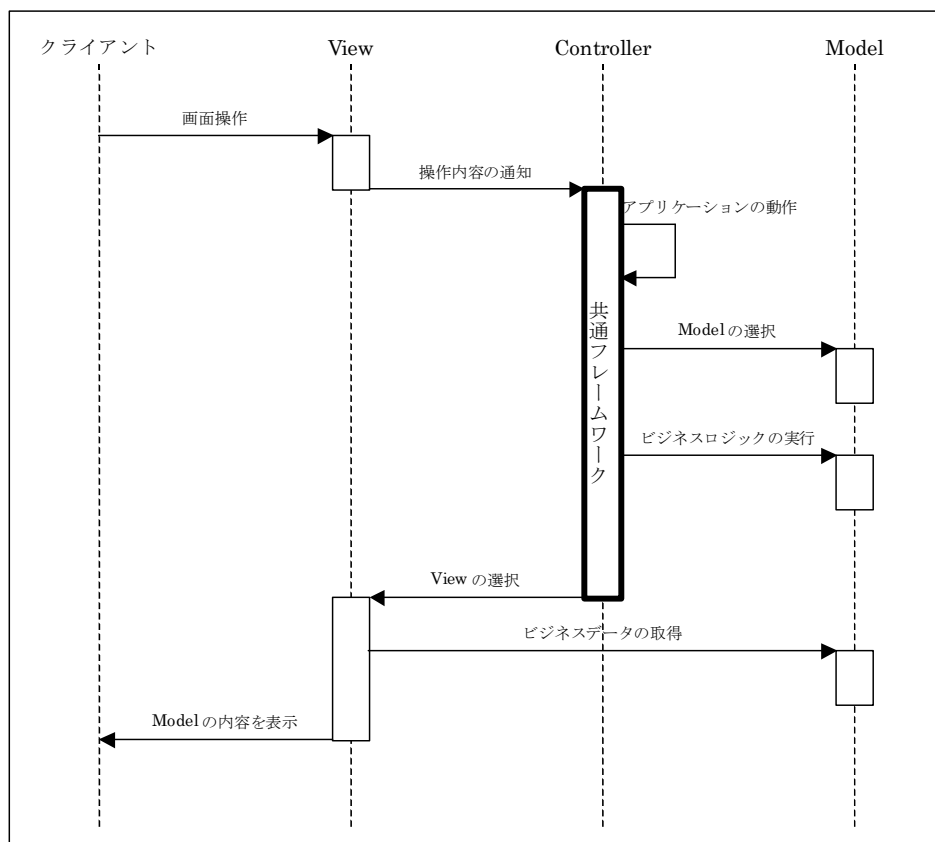 クライアント
View
Controller
Model
画面操作
操作内容の通知
アプリケーションの動作
共通フレームワーク
Modelの選択
ビジネスロジックの実行
Viewの選択
ビジネスデータの取得
Modelの内容を表示